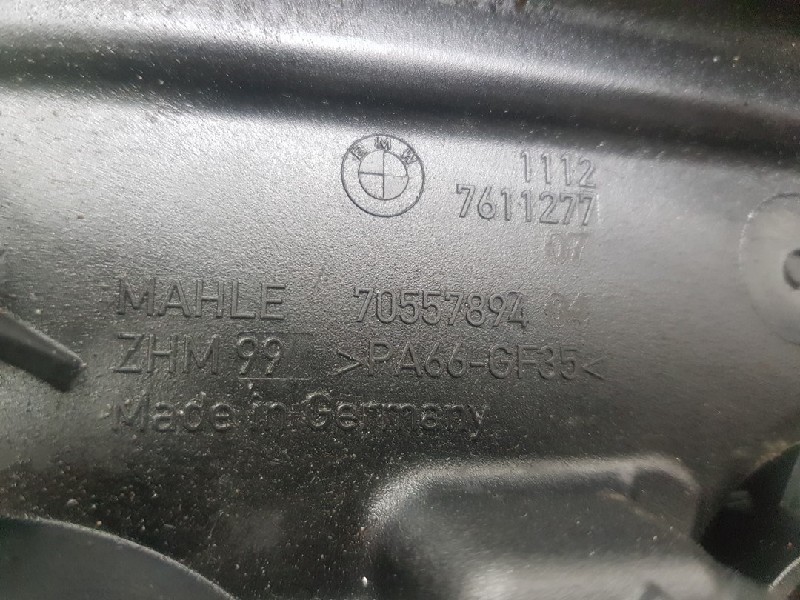 BMW
1112
7611277
07
MAHLE 70557894
ZHM 99 >PA66-GF35<
Made in Germany